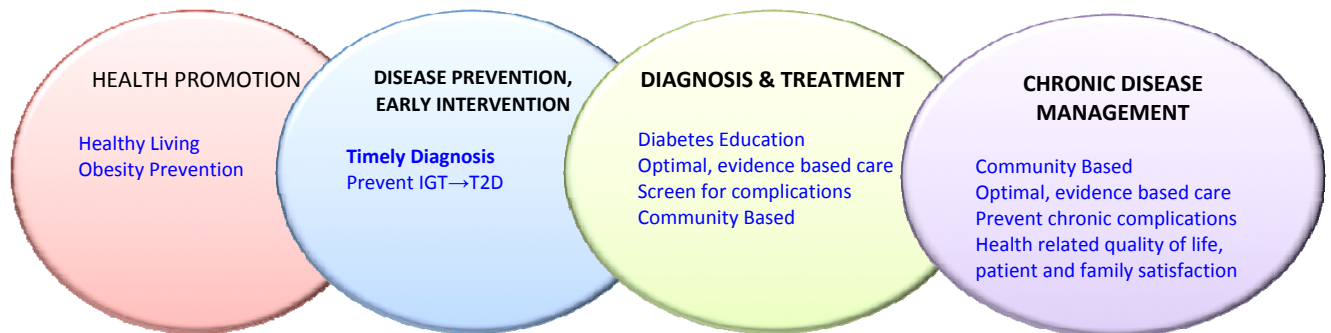 HEALTH PROMOTION
Healthy Living
Obesity Prevention
DISEASE PREVENTION,
EARLY INTERVENTION
Timely Diagnosis
Prevent IGT→T2D
DIAGNOSIS & TREATMENT
Diabetes Education
Optimal, evidence based care
Screen for complications
Community Based
CHRONIC DISEASE
MANAGEMENT
Community Based
Optimal, evidence based care
Prevent chronic complications
Health related quality of life,
patient and family satisfaction